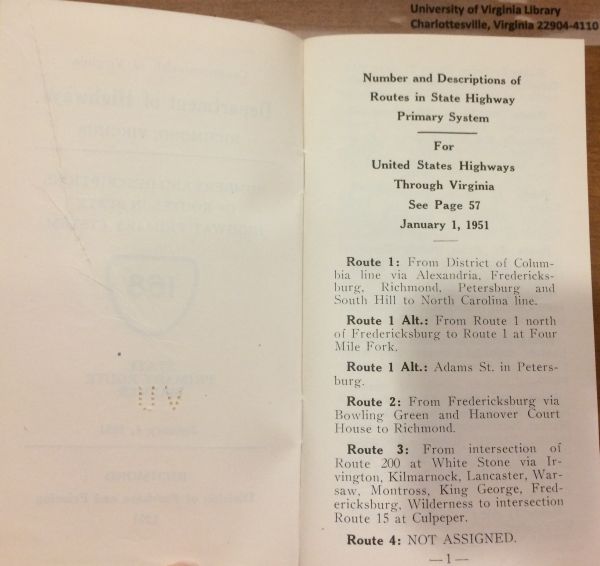 University of Virginia Library
Charlottesville, Virginia 22904-4110
Number and Descriptions of
Routes in State Highway
Primary System
For
United States Highways
Through Virginia
See Page 57
January 1, 1951
Route 1: From District of Colum-
bia line via Alexandria, Fredericks-
burg, Richmond, Petersburg and
South Hill to North Carolina line.
Route 1 Alt.: From Route 1 north
of Fredericksburg to Route 1 at Four
Mile Fork.
Route 1 Alt.: Adams St. in Peters-
burg.
Route 2: From Fredericksburg via
Bowling Green and Hanover Court
House to Richmond.
Route 3: From intersection of
Route 200 at White Stone via Ir-
vington, Kilmarnock, Lancaster, War-
saw, Montross, King George, Fred-
ericksburg, Wilderness to intersection
Route 15 at Culpeper.
Route 4: NOT ASSIGNED.
—1—